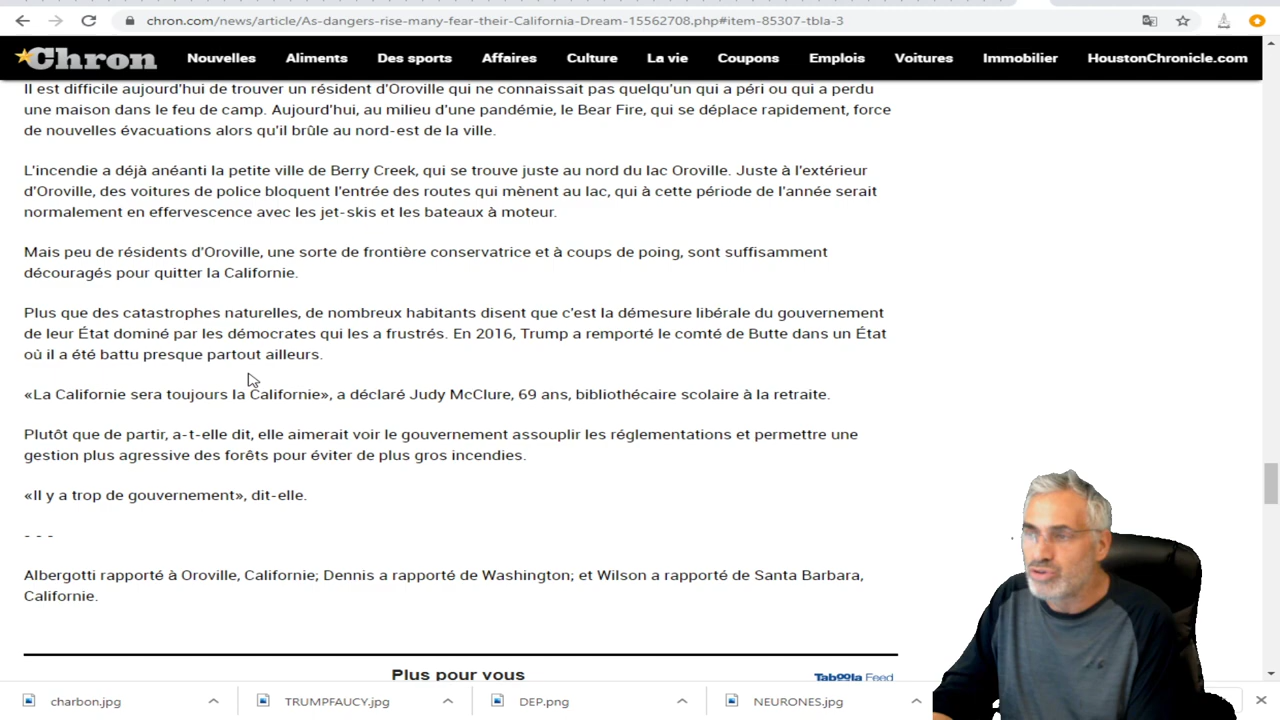 chron.com/news/article/As-dangers-rise-many-fear-their-California-Dream-15562708.php#item-85307-tbla-3
Chron Nouvelles Aliments Des sports Affaires Culture La vie Coupons Emplois Voitures Immobilier HoustonChronicle.com
Il est difficile aujourd'hui de trouver un résident d'Oroville qui ne connaissait pas quelqu'un qui a péri ou qui a perdu
une maison dans le feu de camp. Aujourd'hui, au milieu d'une pandémie, le Bear Fire, qui se déplace rapidement, force
de nouvelles évacuations alors qu'il brûle au nord-est de la ville.
L'incendie a déjà anéanti la petite ville de Berry Creek, qui se trouve juste au nord du lac Oroville. Juste à l'extérieur
d'Oroville, des voitures de police bloquent l'entrée des routes qui mènent au lac, qui à cette période de l'année serait
normalement en effervescence avec les jet-skis et les bateaux à moteur.
Mais peu de résidents d'Oroville, une sorte de frontière conservatrice et à coups de poing, sont suffisamment
découragés pour quitter la Californie.
Plus que des catastrophes naturelles, de nombreux habitants disent que c'est la démesure libérale du gouvernement
de leur État dominé par les démocrates qui les a frustrés. En 2016, Trump a remporté le comté de Butte dans un État
où il a été battu presque partout ailleurs.
«La Californie sera toujours la Californie», a déclaré Judy McClure, 69 ans, bibliothécaire scolaire à la retraite.
Plutôt que de partir, a-t-elle dit, elle aimerait voir le gouvernement assouplir les réglementations et permettre une
gestion plus agressive des forêts pour éviter de plus gros incendies.
«Il y a trop de gouvernement», dit-elle.
- - -
Albergotti rapporté à Oroville, Californie; Dennis a rapporté de Washington; et Wilson a rapporté de Santa Barbara,
Californie.
Plus pour vous
Taboola Feed
charbon.jpg TRUMPFAUCY.jpg DEP.png NEURONES.jpg